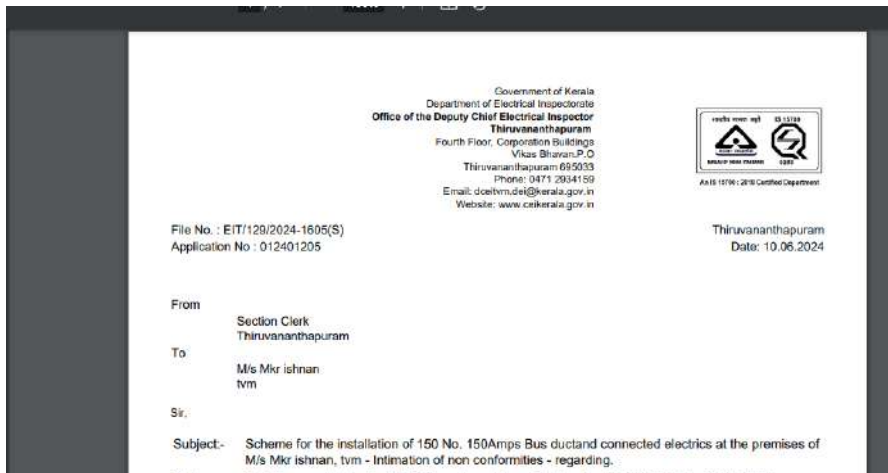 Government of Kerala
Department of Electrical Inspectorate
Office of the Deputy Chief Electrical Inspector
Thiruvananthapuram
Fourth Floor, Corporation Buildings
Vikas Bhavan.P.O
Thiruvananthapuram 695033
Phone: 0471 2934159
Email: dceitvm.dei@kerala.gov.in
Website: www.ceikerala.gov.in
IS 15700
An IS 15700 : 2018 Certified Department
File No. : EIT/129/2024-1605(S)
Application No : 012401205
Thiruvananthapuram
Date: 10.06.2024
From
Section Clerk
Thiruvananthapuram
To
M/s Mkr ishnan
tvm
Sir.
Subject:- Scheme for the installation of 150 No. 150Amps Bus ductand connected electrics at the premises of
M/s Mkr ishnan, tvm - Intimation of non conformities - regarding.